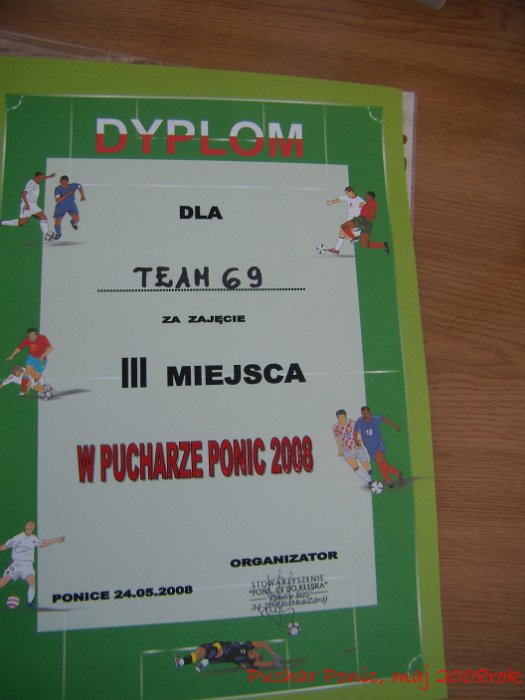 DYPLOM
DLA
TEAM 69
ZA ZAJĘCIE
III MIEJSCA
W PUCHARZE PONIC 2008
ORGANIZATOR
STOWARZYSZENIE
PONICE 24.05.2008
Puchar Ponic, maj 2008rok